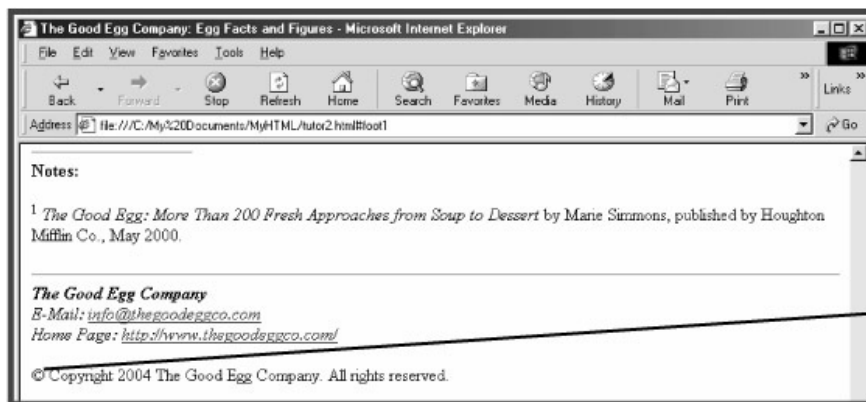 The Good Egg Company: Egg Facts and Figures - Microsoft Internet Explorer
File Edit View Favorites Tools Help
Back Forward Stop Refresh Home Search Favorites Media History Mail Print » Links »
Address file:///C:/My%20Documents/MyHTML/tutor2.html#foot1 Go
Notes:
1 The Good Egg: More Than 200 Fresh Approaches from Soup to Dessert by Marie Simmons, published by Houghton
Mifflin Co., May 2000.
The Good Egg Company
E-Mail: info@thegoodeggco.com
Home Page: http://www.thegoodeggco.com/
© Copyright 2004 The Good Egg Company. All rights reserved.